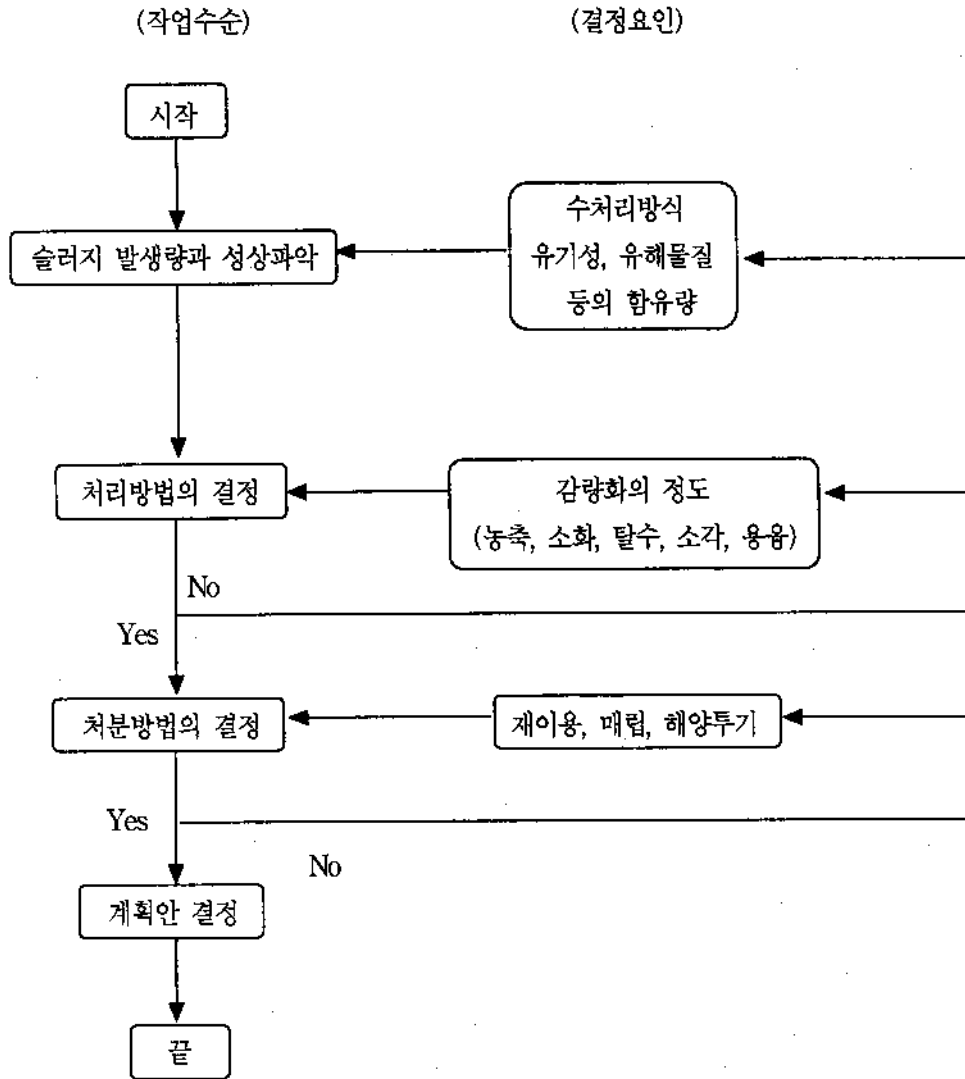 (작업수순) (결정요인)
시작
수처리방식
슬러지 발생량과 성상파악
유기성, 유해물질
등의 함유량
처리방법의 결정
감량화의 정도
(농축, 소화, 탈수, 소각, 용융)
No
Yes
처분방법의 결정
재이용, 매립, 해양투기
Yes
No
계획안 결정
끝